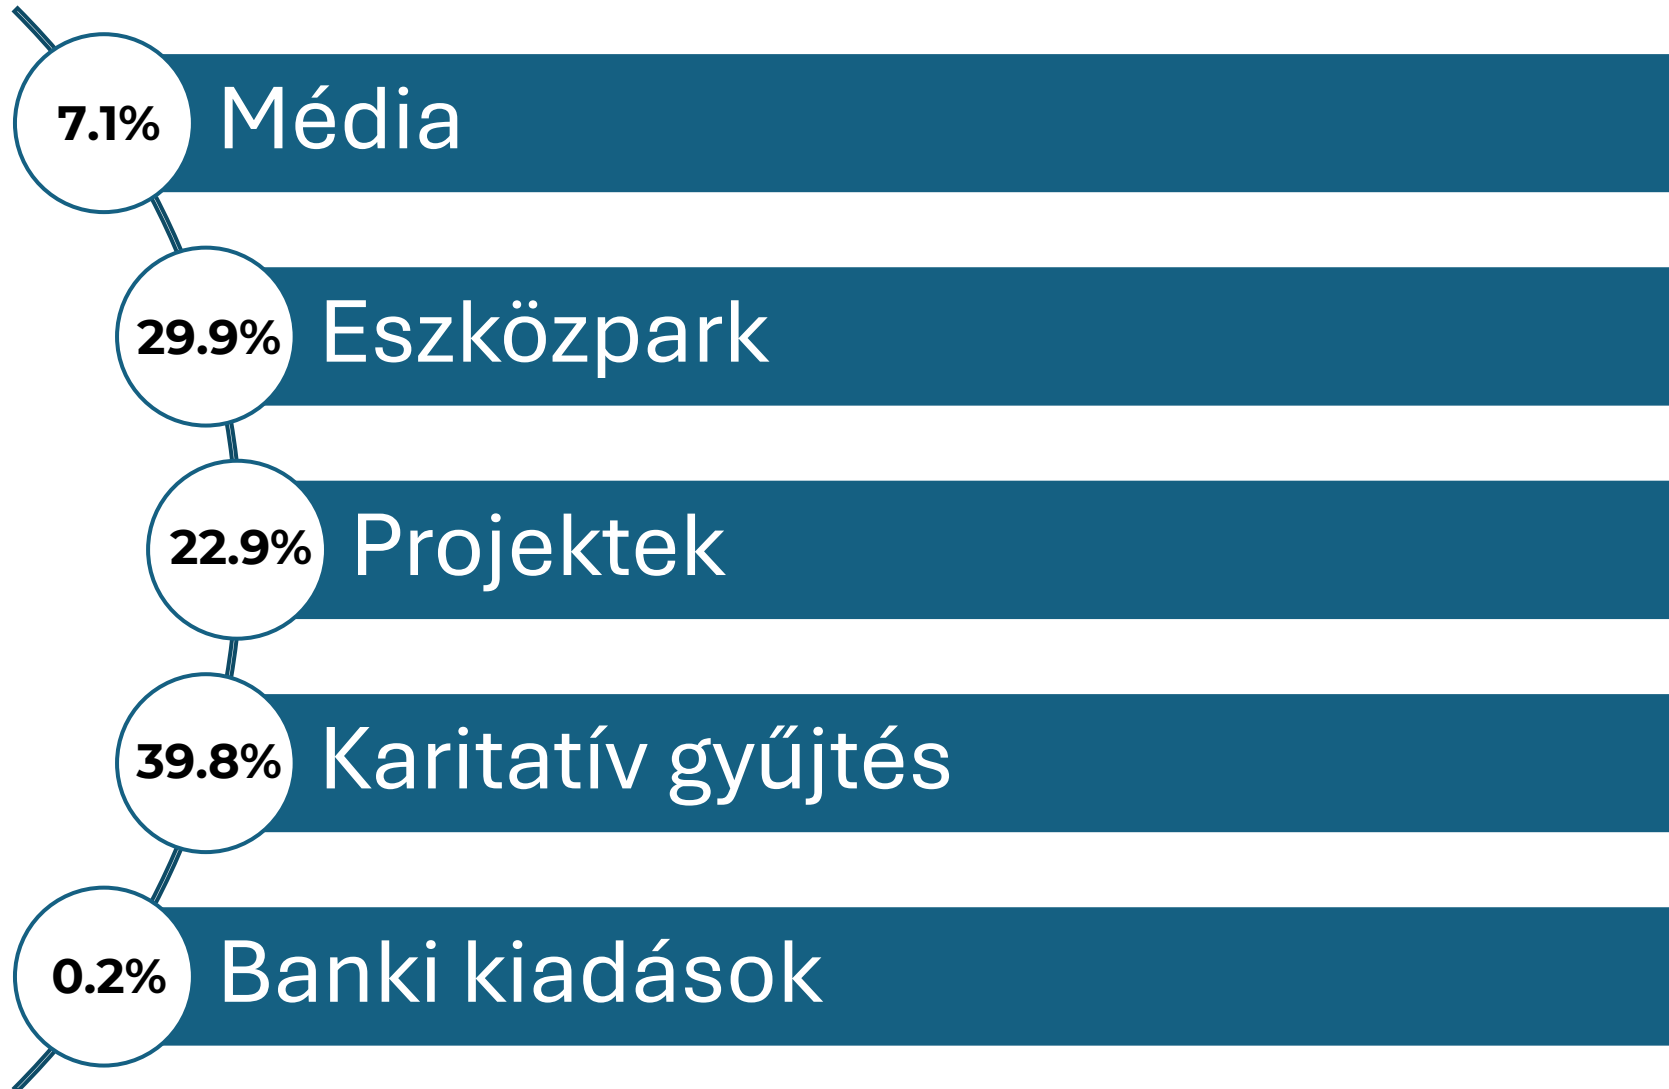 7.1% Média
29.9% Eszközpark
22.9% Projektek
39.8% Karitatív gyűjtés
0.2% Banki kiadások